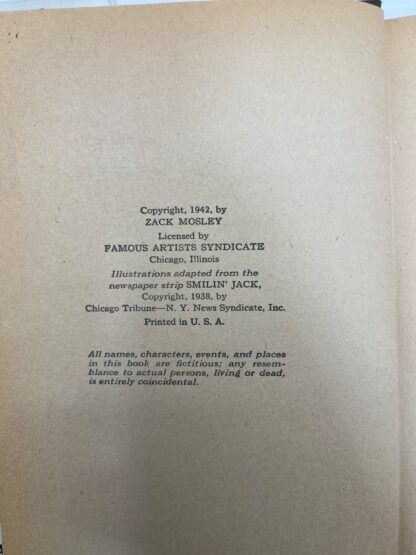 Copyright, 1942, by
ZACK MOSLEY
Licensed by
FAMOUS ARTISTS SYNDICATE
Chicago, Illinois
Illustrations adapted from the
newspaper strip SMILIN' JACK,
Copyright, 1938, by
Chicago Tribune—N. Y. News Syndicate, Inc.
Printed in U. S. A.
All names, characters, events, and places
in this book are fictitious; any resem-
blance to actual persons, living or dead,
is entirely coincidental.